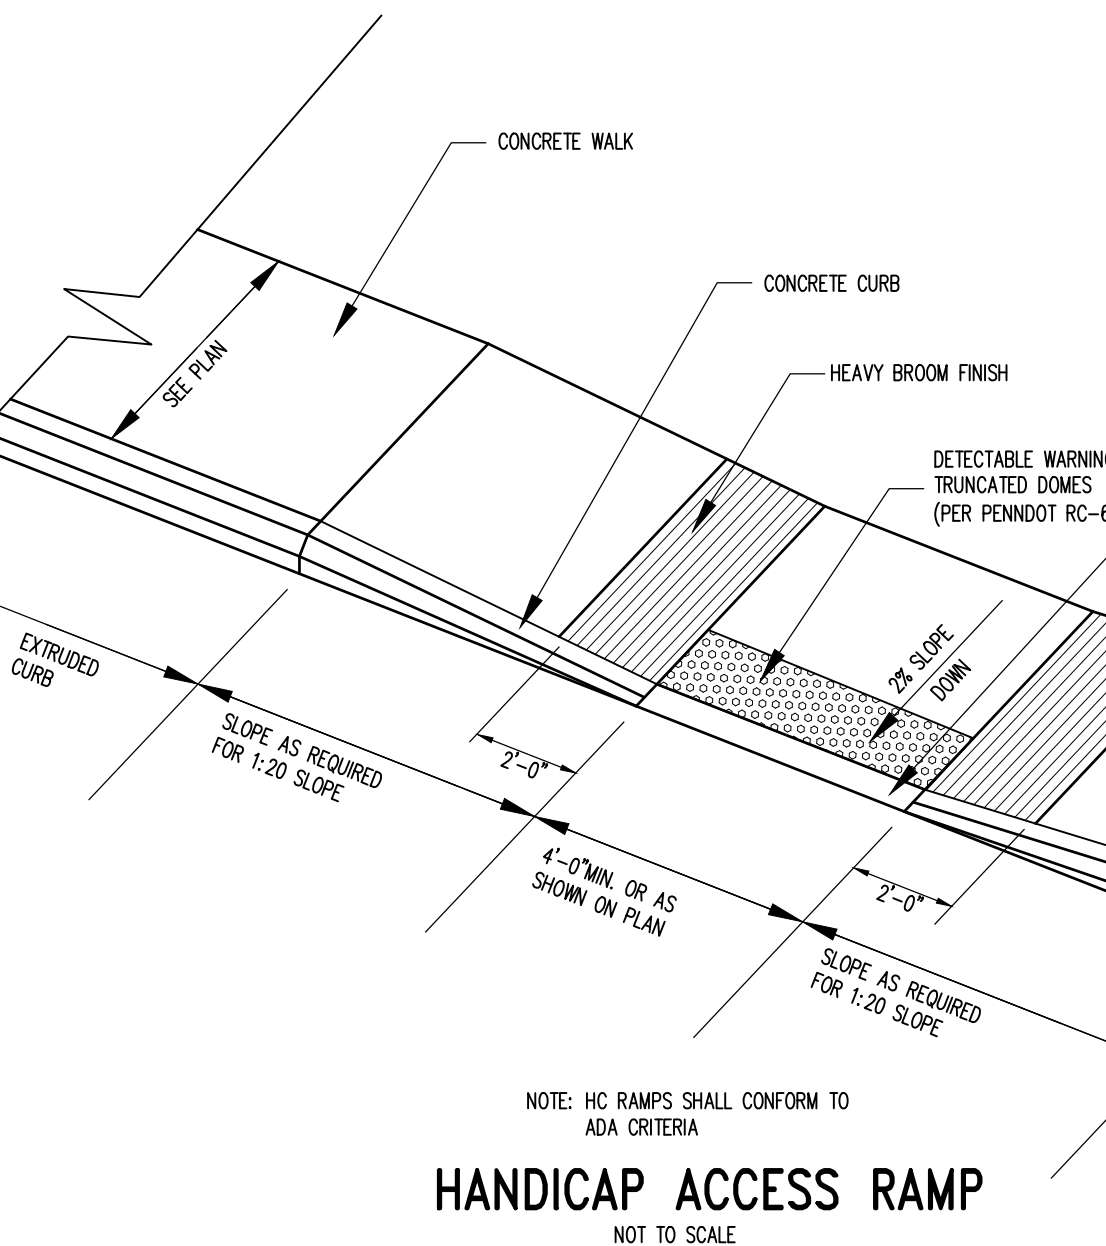 CONCRETE WALK
CONCRETE CURB
SEE PLAN
HEAVY BROOM FINISH
DETECTABLE
TRUNCATED DOMES
(PER PENNDOT
2% SLOPE
DOWN
EXTRUDED
CURB
SLOPE AS REQUIRED
FOR 1:20 SLOPE
2'-0"
4'-0"MIN. OR AS
SHOWN ON PLAN
2'-0"
SLOPE AS REQUIRED
FOR 1:20 SLOPE
NOTE: HC RAMPS SHALL CONFORM TO
ADA CRITERIA
HANDICAP ACCESS RAMP
NOT TO SCALE